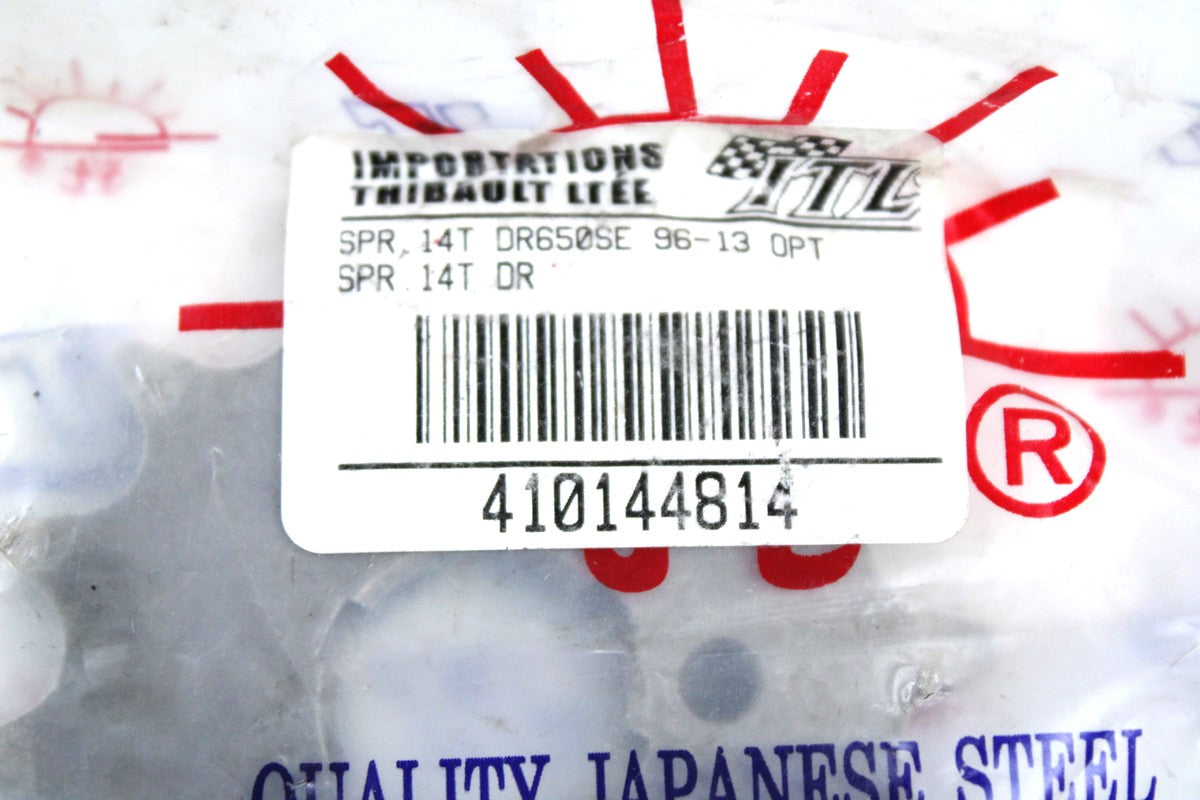 IMPORTATIONS
THIBAULT LTÉE
ITL
SPR. 14T DR650SE 96-13 OPT
SPR. 14T DR
410144814
®
QUALITY JAPANESE STEEL